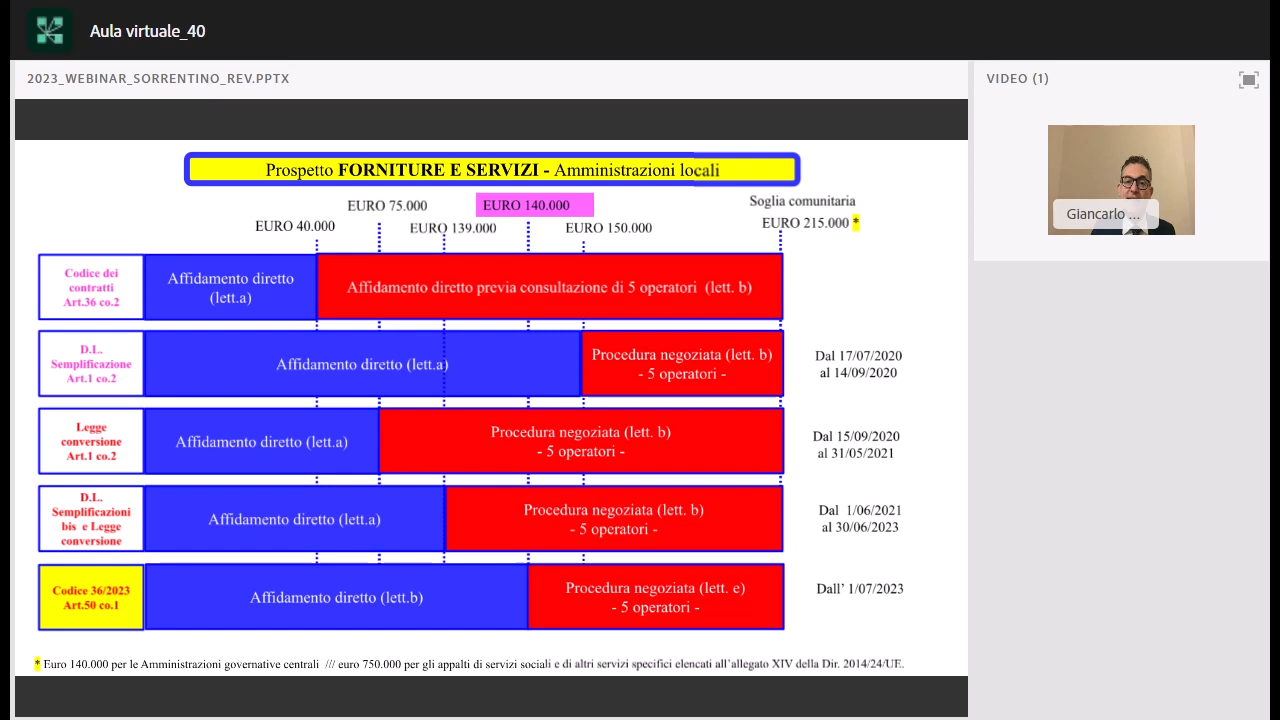 Aula virtuale_40
2023_WEBINAR_SORRENTINO_REV.PPTX
VIDEO (1)
Giancarlo ...
Prospetto FORNITURE E SERVIZI - Amministrazioni locali
EURO 75.000
EURO 140.000
Soglia comunitaria
EURO 40.000
EURO 139.000
EURO 150.000
EURO 215.000 *
Codice dei
contratti
Art.36 co.2
Affidamento diretto
(lett.a)
Affidamento diretto previa consultazione di 5 operatori (lett. b)
D.L.
Semplificazione
Art.1 co.2
Affidamento diretto (lett.a)
Procedura negoziata (lett. b)
- 5 operatori -
Dal 17/07/2020
al 14/09/2020
Legge
conversione
Art.1 co.2
Affidamento diretto (lett.a)
Procedura negoziata (lett. b)
- 5 operatori -
Dal 15/09/2020
al 31/05/2021
D.L.
Semplificazioni
bis e Legge
conversione
Affidamento diretto (lett.a)
Procedura negoziata (lett. b)
- 5 operatori -
Dal 1/06/2021
al 30/06/2023
Codice 36/2023
Art.50 co.1
Affidamento diretto (lett.b)
Procedura negoziata (lett. e)
- 5 operatori -
Dall' 1/07/2023
* Euro 140.000 per le Amministrazioni governative centrali /// euro 750.000 per gli appalti di servizi sociali e di altri servizi specifici elencati all'allegato XIV della Dir. 2014/24/UE.